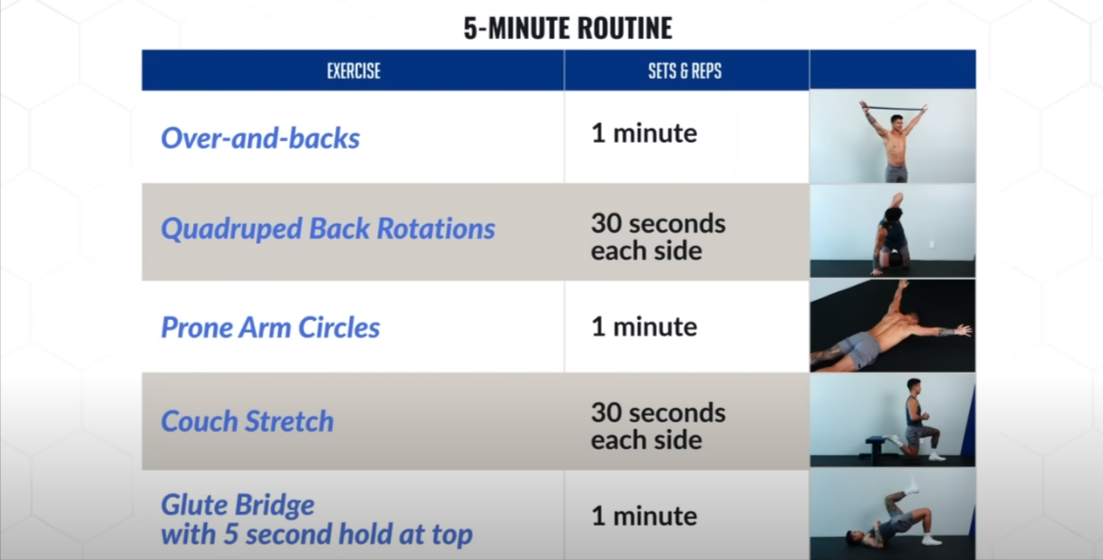 5-MINUTE ROUTINE
EXERCISE
SETS & REPS
Over-and-backs
1 minute
Quadruped Back Rotations
30 seconds
each side
Prone Arm Circles
1 minute
Couch Stretch
30 seconds
each side
Glute Bridge
with 5 second hold at top
1 minute